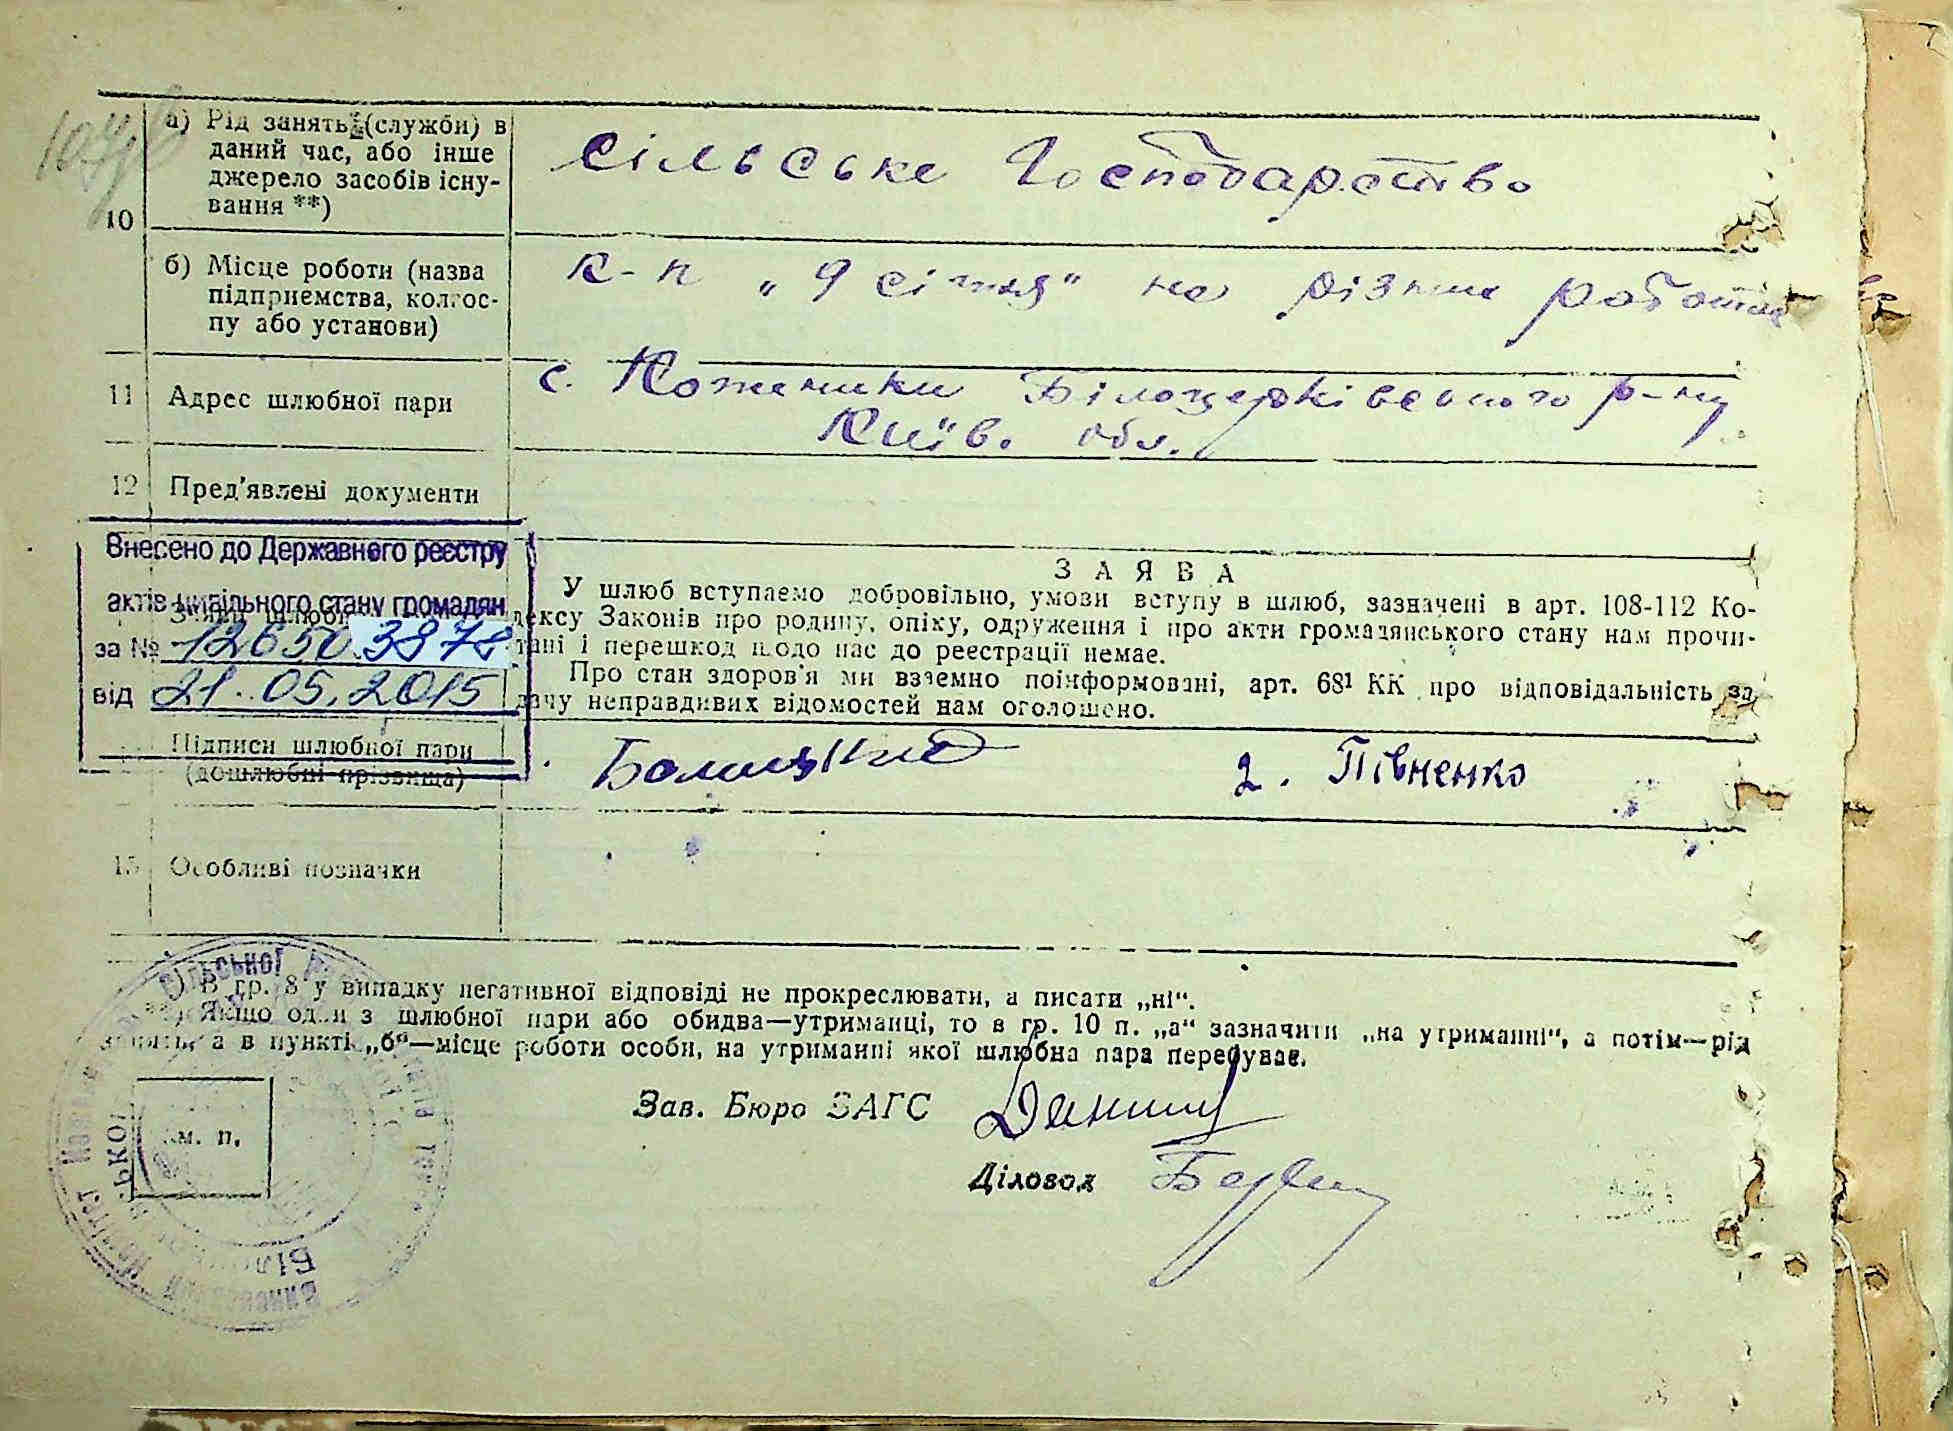 10
а) Рід занять (служби) в
даний час, або інше
джерело засобів існу-
вання **)
сільське господарство
б) Місце роботи (назва
підприємства, колгос-
пу або установи)
к-п „9 січня" на різних роботах
11
Адрес шлюбної пари
с. Коженики Білоцерківського р-ну
Київ. обл.
12
Пред'явлені документи
Внесено до Державного реєстру
актів цивільного стану громадян
за № 12650 3878
від 21.05.2015
ЗАЯВА
У шлюб вступаємо добровільно, умови вступу в шлюб, зазначені в арт. 108-112 Ко-
дексу Законів про родину, опіку, одруження і про акти громадянського стану нам прочи-
тані і перешкод щодо нас до реєстрації немає.
Про стан здоров'я ми взаємно поінформовані, арт. 68¹ КК про відповідальність за
дачу неправдивих відомостей нам оголошено.
Підписи шлюбної пари
(дошлюбні прізвища)
2. Півненко
15
Особливі позначки
*) В гр. 8 у випадку негативної відповіді не прокреслювати, а писати „ні".
**) Якщо один з шлюбної пари або обидва—утриманці, то в гр. 10 п. „а" зазначити „на утриманні", а потім—рід
занять, а в пункті „б"—місце роботи особи, на утриманні якої шлюбна пара перебуває.
Зав. Бюро ЗАГС
м. п.
Діловод